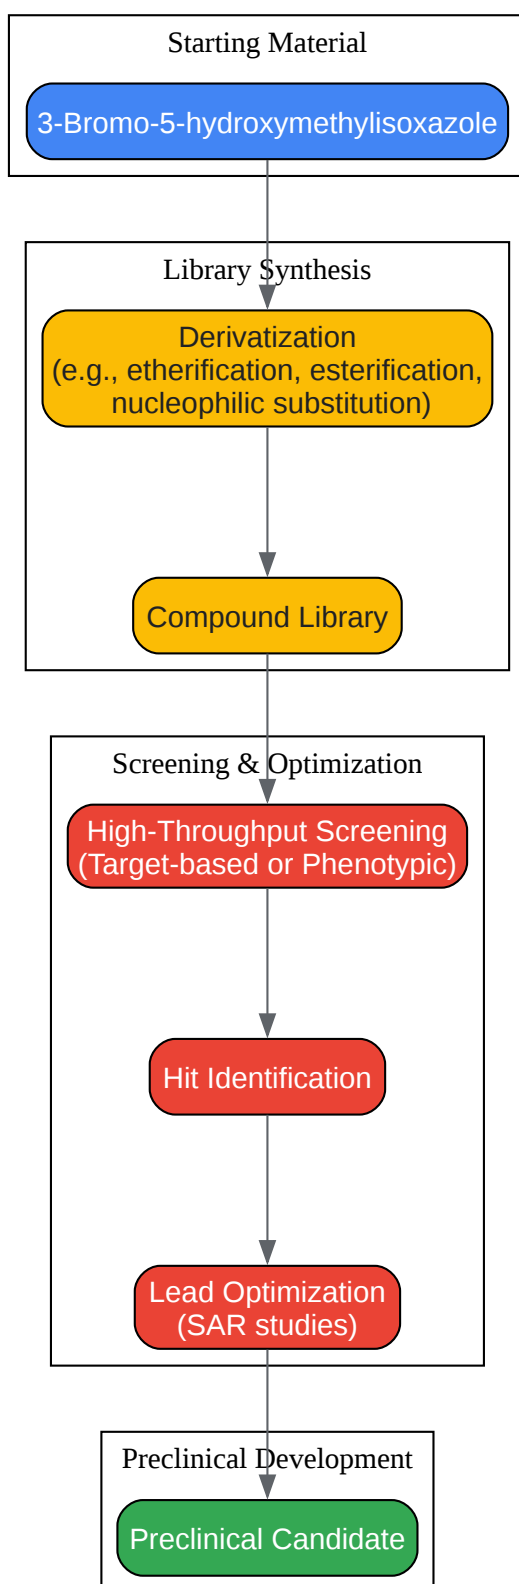 Starting Material
3-Bromo-5-hydroxymethylisoxazole
Library Synthesis
Derivatization
(e.g., etherification, esterification,
nucleophilic substitution)
Compound Library
Screening & Optimization
High-Throughput Screening
(Target-based or Phenotypic)
Hit Identification
Lead Optimization
(SAR studies)
Preclinical Development
Preclinical Candidate